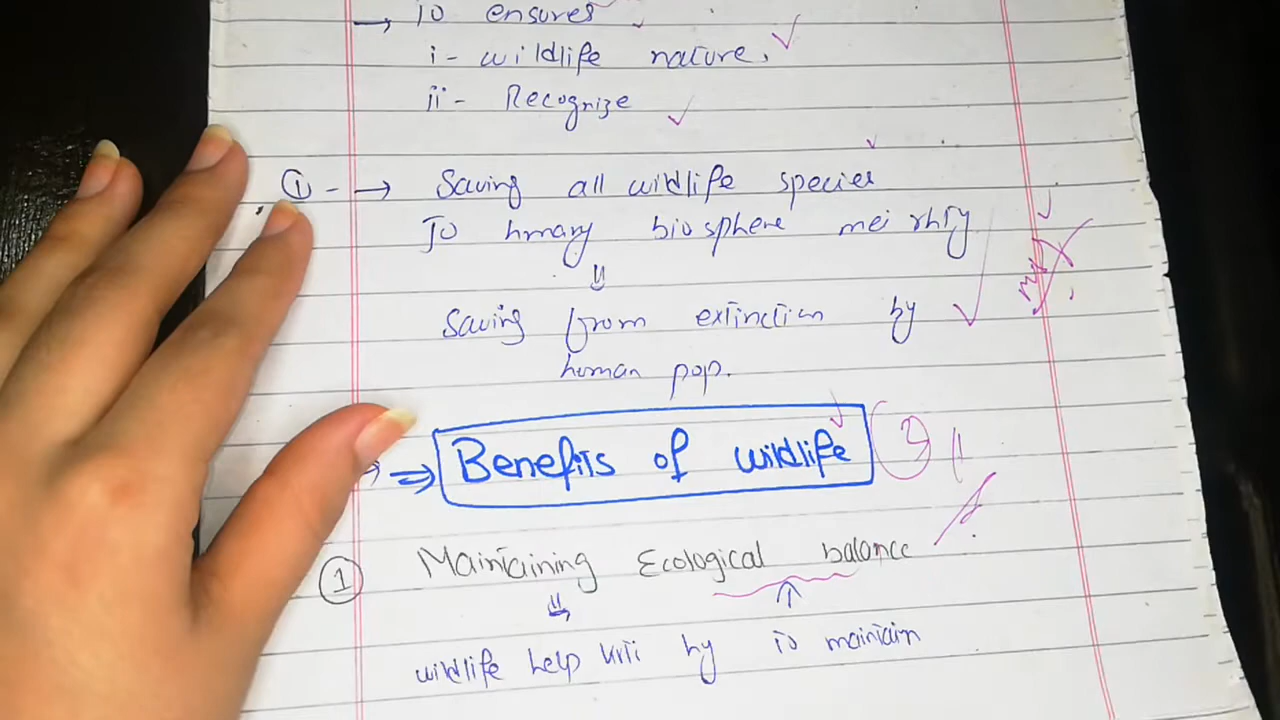 → To ensures
i- wildlife nature.
ii- Recognize
① - → Saving all wildlife species
To hmary biosphere mei rhty
⇓
Saving from extinction by
human pop.
⇒ Benefits of wildlife
① Maintaining Ecological balance
wildlife help krti hy to maintain